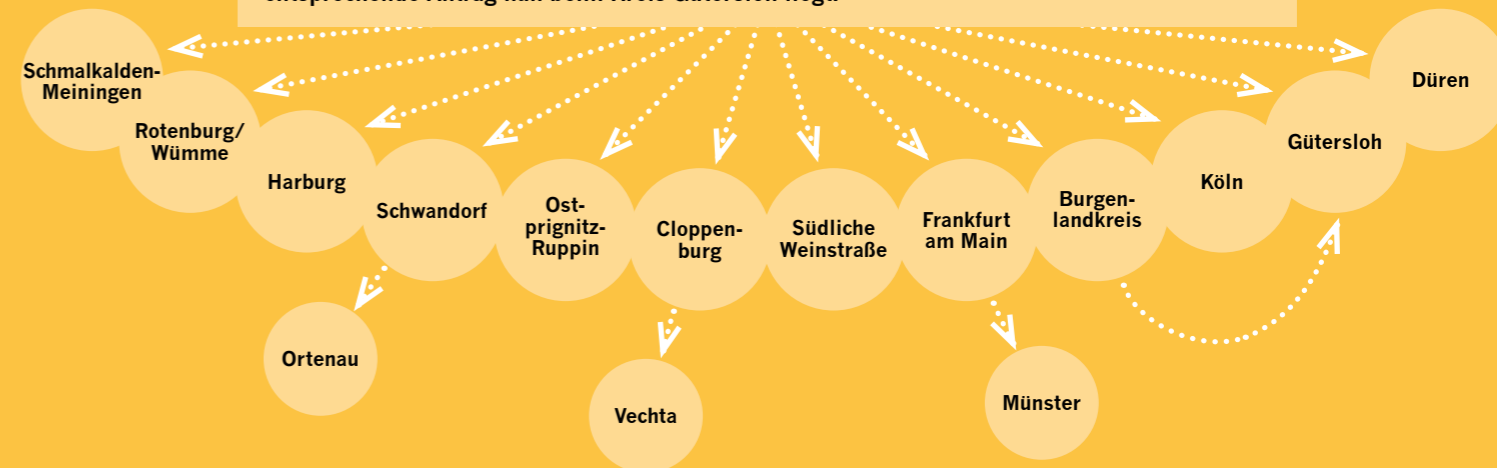 Schmalkalden-
Meiningen
Rotenburg/
Wümme
Harburg
Schwandorf
Ost-
prignitz-
Ruppin
Cloppen-
burg
Südliche
Weinstraße
Frankfurt
am Main
Burgen-
landkreis
Köln
Gütersloh
Düren
Ortenau
Vechta
Münster